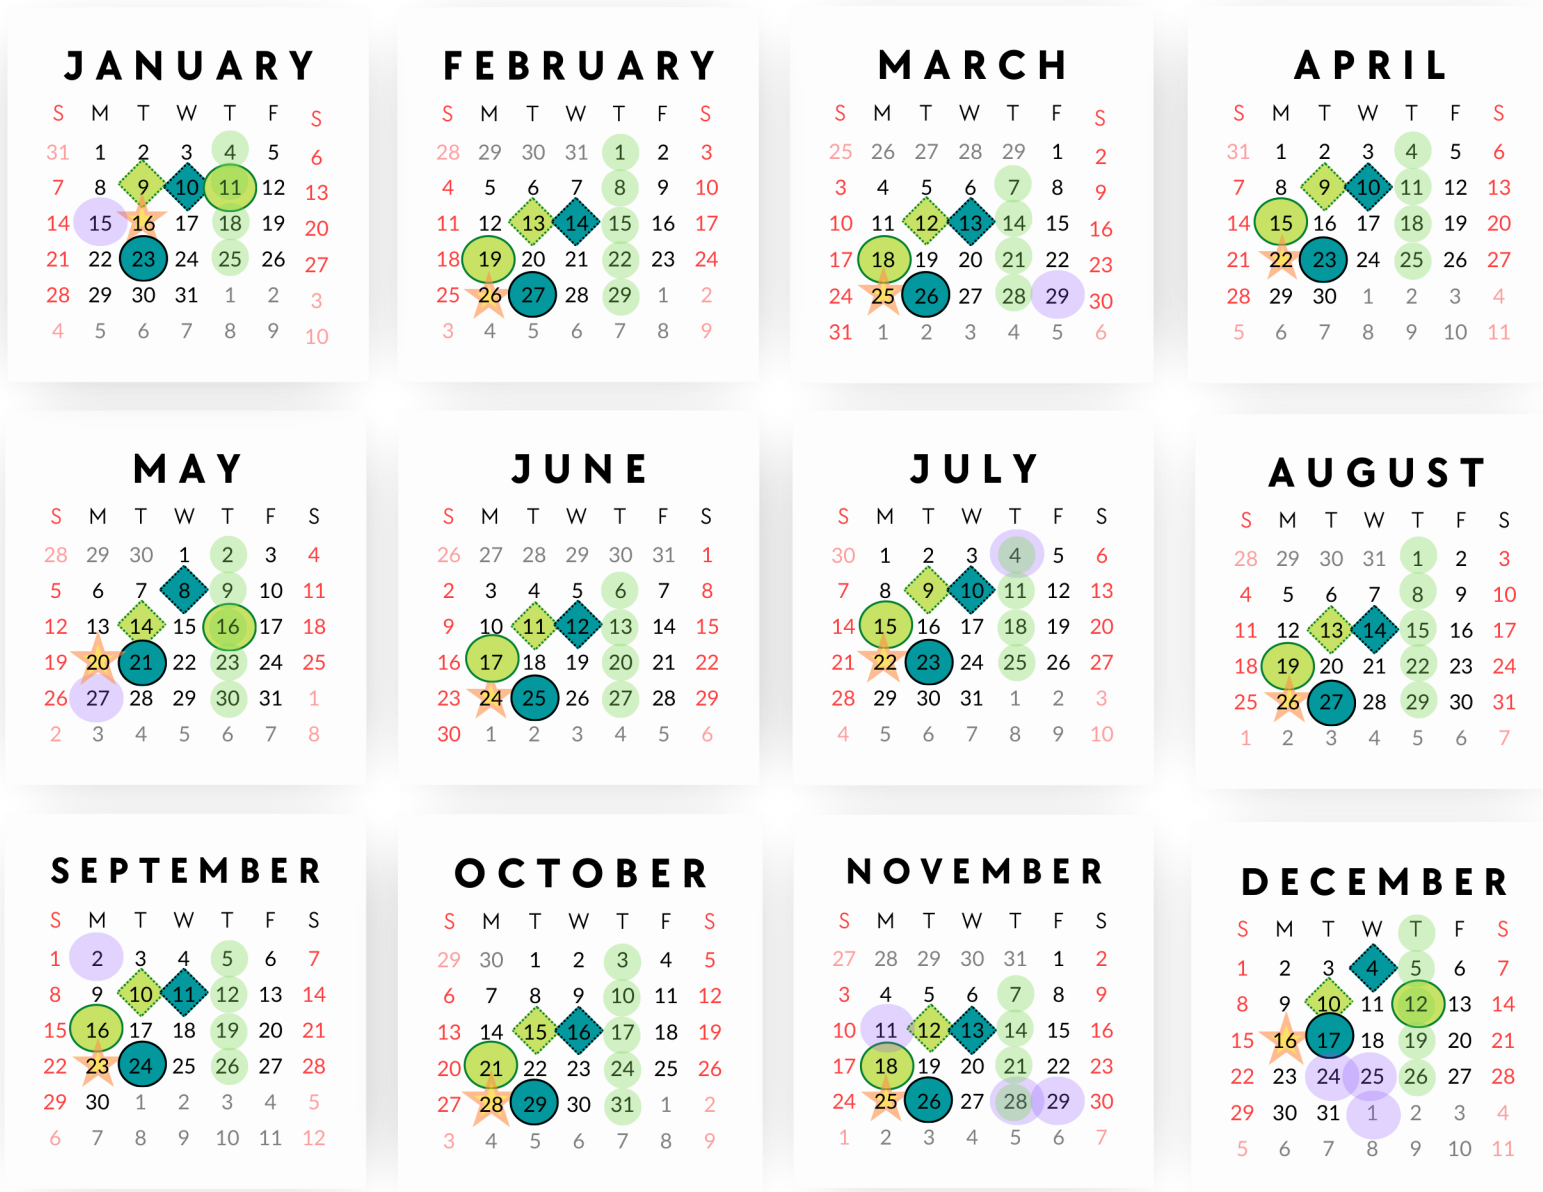 JANUARY
S M T W T F S
31 1 2 3 4 5 6
7 8 9 10 11 12 13
14 15 16 17 18 19 20
21 22 23 24 25 26 27
28 29 30 31 1 2 3
4 5 6 7 8 9 10
FEBRUARY
S M T W T F S
28 29 30 31 1 2 3
4 5 6 7 8 9 10
11 12 13 14 15 16 17
18 19 20 21 22 23 24
25 26 27 28 29 1 2
3 4 5 6 7 8 9
MARCH
S M T W T F S
25 26 27 28 29 1 2
3 4 5 6 7 8 9
10 11 12 13 14 15 16
17 18 19 20 21 22 23
24 25 26 27 28 29 30
31 1 2 3 4 5 6
APRIL
S M T W T F S
31 1 2 3 4 5 6
7 8 9 10 11 12 13
14 15 16 17 18 19 20
21 22 23 24 25 26 27
28 29 30 1 2 3 4
5 6 7 8 9 10 11
MAY
S M T W T F S
28 29 30 1 2 3 4
5 6 7 8 9 10 11
12 13 14 15 16 17 18
19 20 21 22 23 24 25
26 27 28 29 30 31 1
2 3 4 5 6 7 8
JUNE
S M T W T F S
26 27 28 29 30 31 1
2 3 4 5 6 7 8
9 10 11 12 13 14 15
16 17 18 19 20 21 22
23 24 25 26 27 28 29
30 1 2 3 4 5 6
JULY
S M T W T F S
30 1 2 3 4 5 6
7 8 9 10 11 12 13
14 15 16 17 18 19 20
21 22 23 24 25 26 27
28 29 30 31 1 2 3
4 5 6 7 8 9 10
AUGUST
S M T W T F S
28 29 30 31 1 2 3
4 5 6 7 8 9 10
11 12 13 14 15 16 17
18 19 20 21 22 23 24
25 26 27 28 29 30 31
1 2 3 4 5 6 7
SEPTEMBER
S M T W T F S
1 2 3 4 5 6 7
8 9 10 11 12 13 14
15 16 17 18 19 20 21
22 23 24 25 26 27 28
29 30 1 2 3 4 5
6 7 8 9 10 11 12
OCTOBER
S M T W T F S
29 30 1 2 3 4 5
6 7 8 9 10 11 12
13 14 15 16 17 18 19
20 21 22 23 24 25 26
27 28 29 30 31 1 2
3 4 5 6 7 8 9
NOVEMBER
S M T W T F S
27 28 29 30 31 1 2
3 4 5 6 7 8 9
10 11 12 13 14 15 16
17 18 19 20 21 22 23
24 25 26 27 28 29 30
1 2 3 4 5 6 7
DECEMBER
S M T W T F S
1 2 3 4 5 6 7
8 9 10 11 12 13 14
15 16 17 18 19 20 21
22 23 24 25 26 27 28
29 30 31 1 2 3 4
5 6 7 8 9 10 11